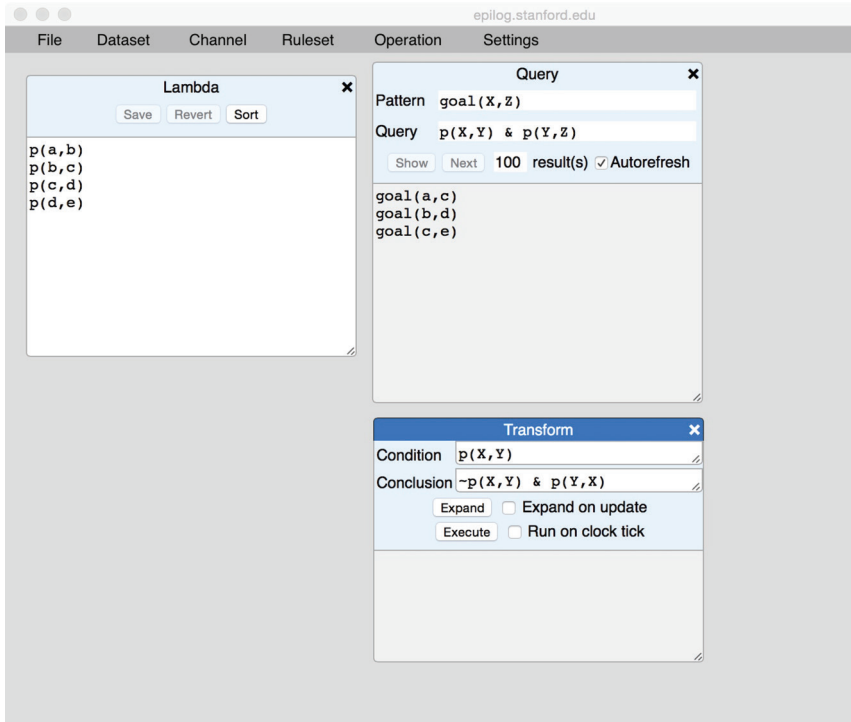 epilog.stanford.edu
File Dataset Channel Ruleset Operation Settings
Lambda ×
Save Revert Sort
p(a,b)
p(b,c)
p(c,d)
p(d,e)
Query ×
Pattern goal(X,Z)
Query p(X,Y) & p(Y,Z)
Show Next 100 result(s) Autorefresh
goal(a,c)
goal(b,d)
goal(c,e)
Transform ×
Condition p(X,Y)
Conclusion ~p(X,Y) & p(Y,X)
Expand Expand on update
Execute Run on clock tick